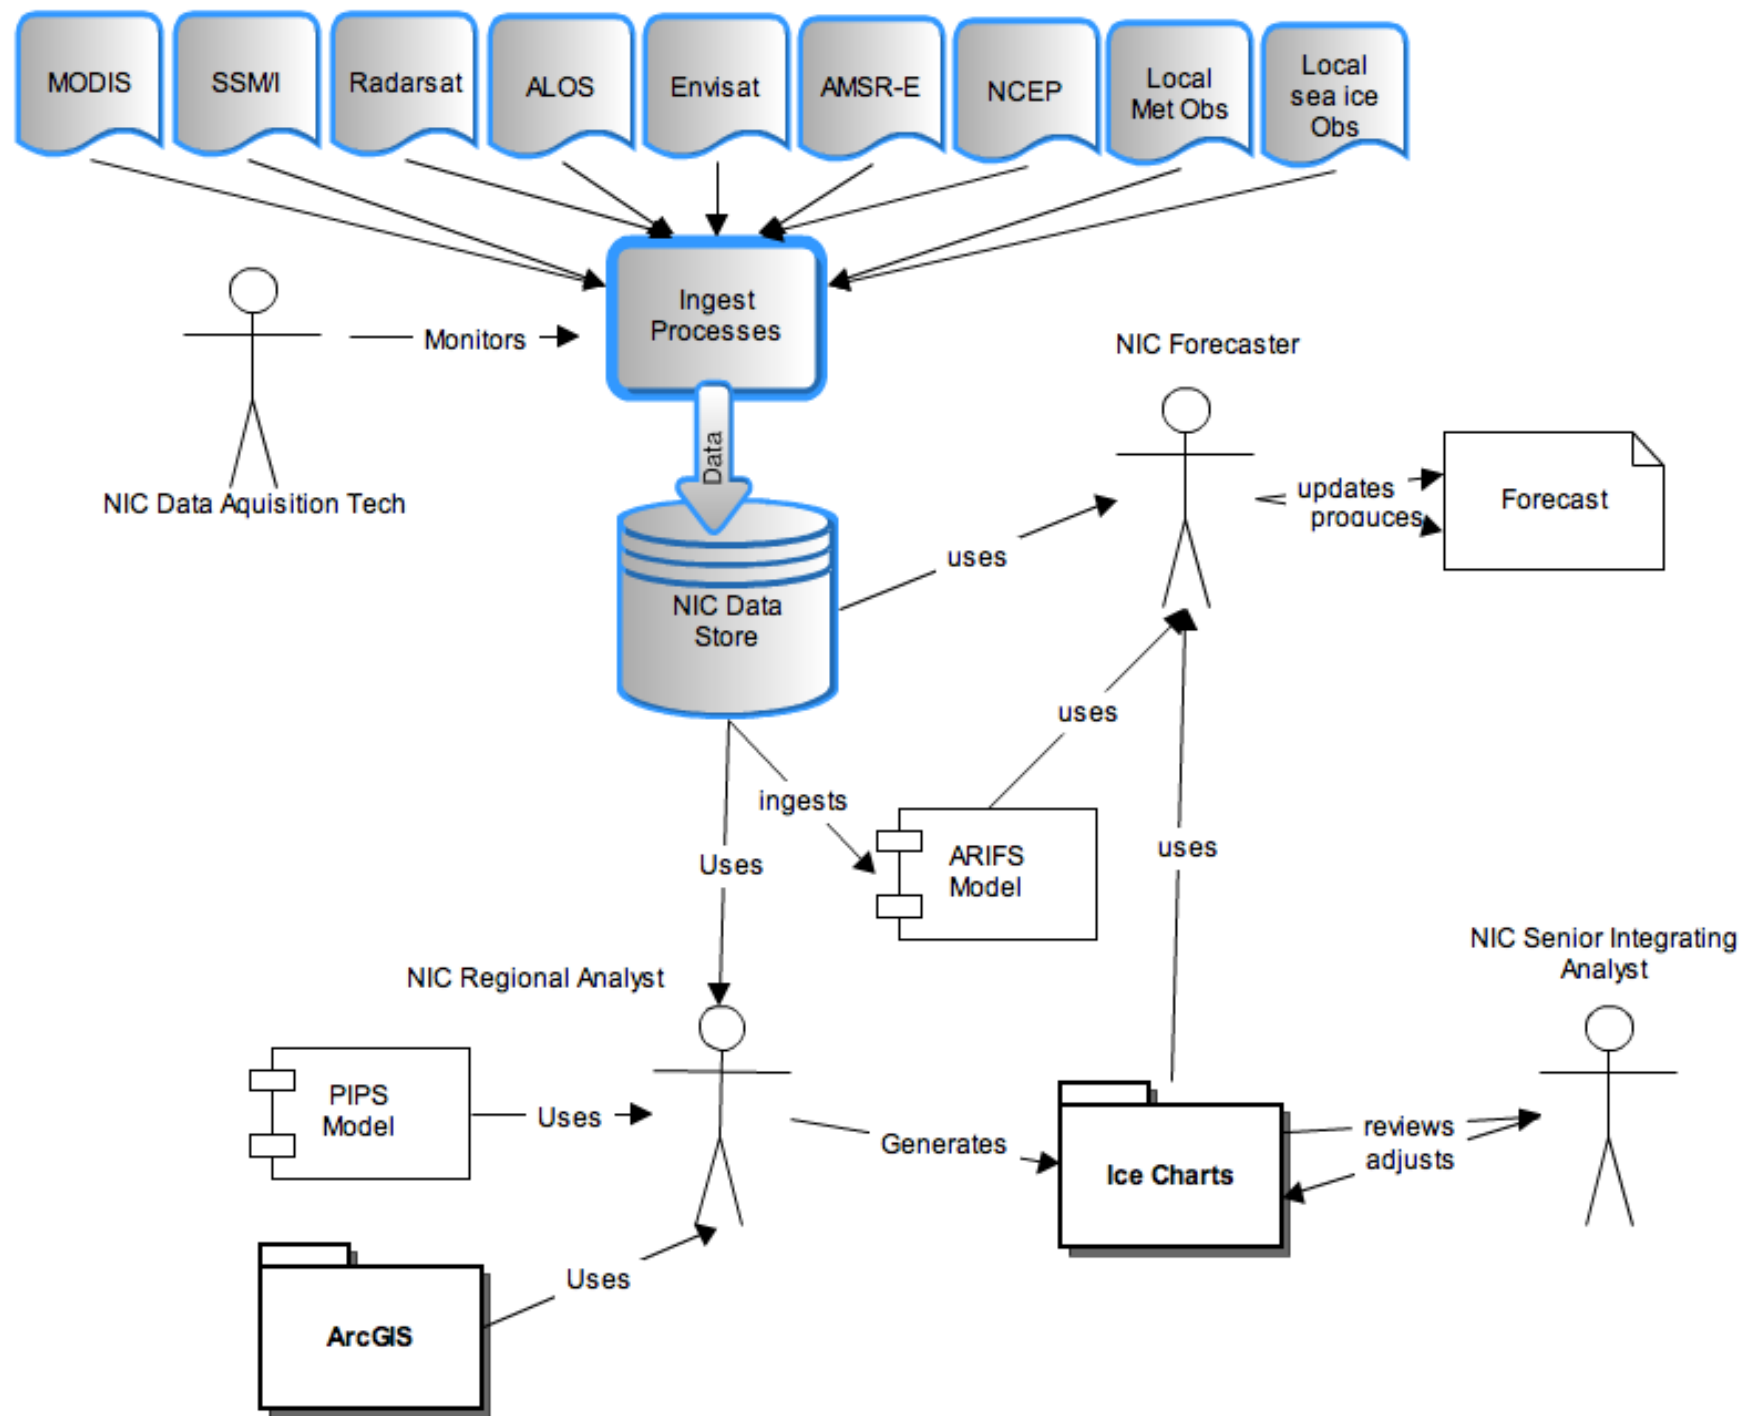 MODIS
SSM/I
Radarsat
ALOS
Envisat
AMSR-E
NCEP
Local
Met Obs
Local
sea ice
Obs
Ingest
Processes
Monitors
NIC Data Aquisition Tech
Data
NIC Data
Store
NIC Forecaster
updates
produces
Forecast
uses
uses
ingests
Uses
ARIFS
Model
uses
NIC Senior Integrating
Analyst
NIC Regional Analyst
PIPS
Model
Uses
Generates
Ice Charts
reviews
adjusts
Uses
ArcGIS